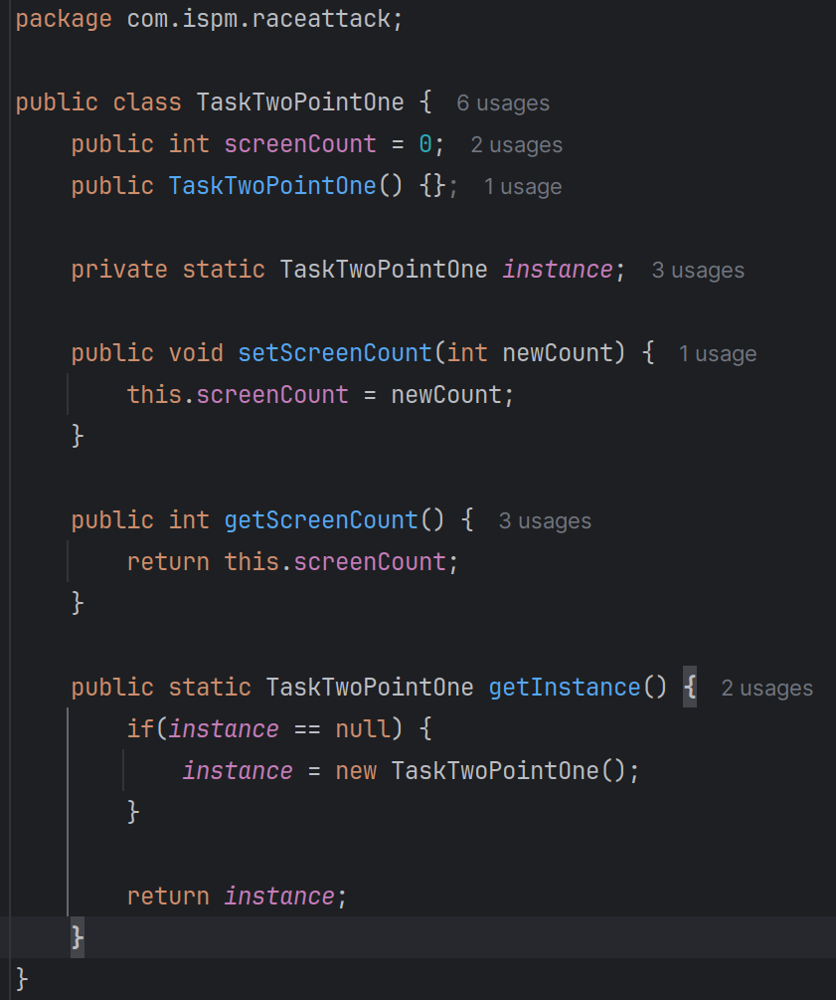 package com.ispm.raceattack;
public class TaskTwoPointOne { 6 usages
    public int screenCount = 0; 2 usages
    public TaskTwoPointOne() {}; 1 usage
    private static TaskTwoPointOne instance; 3 usages
    public void setScreenCount(int newCount) { 1 usage
        this.screenCount = newCount;
    }
    public int getScreenCount() { 3 usages
        return this.screenCount;
    }
    public static TaskTwoPointOne getInstance() { 2 usages
        if(instance == null) {
            instance = new TaskTwoPointOne();
        }
        return instance;
    }
}